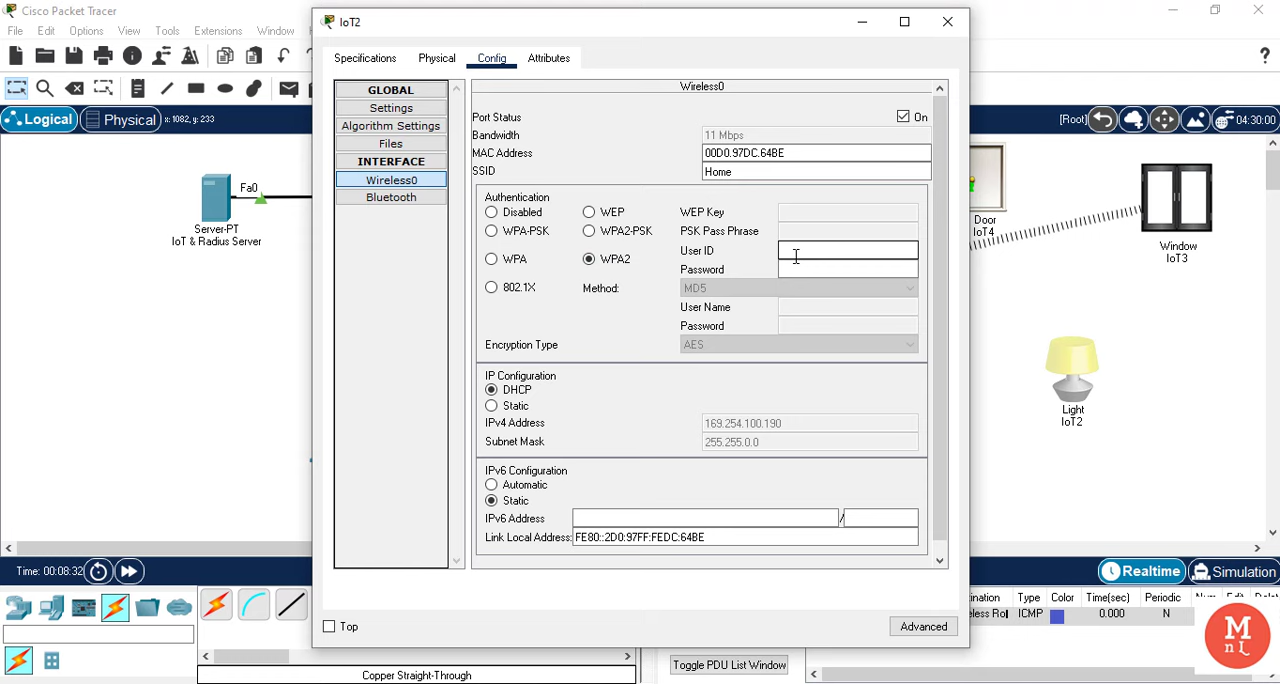 Cisco Packet Tracer
File Edit Options View Tools Extensions Window
Logical Physical x: 1082, y: 233
[Root] 04:30:00
Fa0
Server-PT
IoT & Radius Server
IoT2
Specifications Physical Config Attributes
GLOBAL
Settings
Algorithm Settings
Files
INTERFACE
Wireless0
Bluetooth
Wireless0
Port Status On
Bandwidth 11 Mbps
MAC Address 00D0.97DC.64BE
SSID Home
Authentication
Disabled WEP WEP Key
WPA-PSK WPA2-PSK PSK Pass Phrase
User ID
WPA WPA2
Password
802.1X Method: MD5
User Name
Password
Encryption Type AES
IP Configuration
DHCP
Static
IPv4 Address 169.254.100.190
Subnet Mask 255.255.0.0
IPv6 Configuration
Automatic
Static
IPv6 Address /
Link Local Address: FE80::2D0:97FF:FEDC:64BE
Top Advanced
Door
IoT4
Window
IoT3
Light
IoT2
Time: 00:08:32
Realtime Simulation
Type Color Time(sec) Periodic
ICMP 0.000 N
Copper Straight-Through
Toggle PDU List Window
M
nL